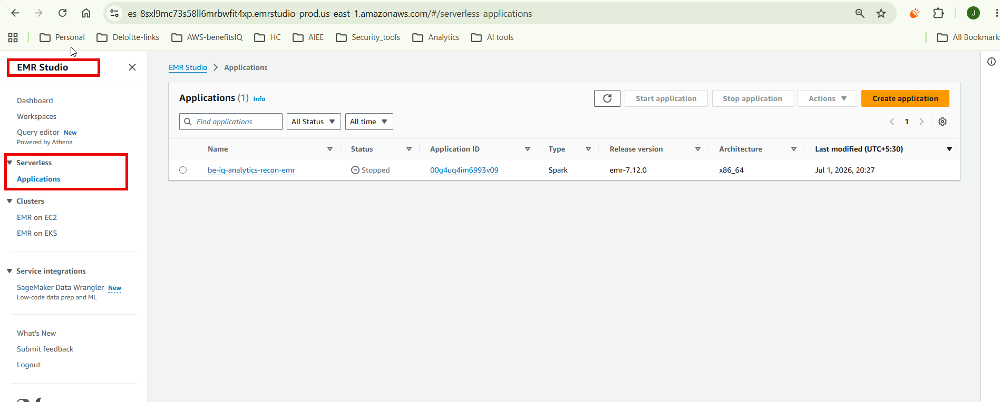 es-8sxl9mc73s58ll6mrbwfit4xp.emrstudio-prod.us-east-1.amazonaws.com/#/serverless-applications
J
Personal Deloitte-links AWS-benefitsIQ HC AIEE Security_tools Analytics AI tools All Bookmarks
EMR Studio
Dashboard
Workspaces
Query editor New
Powered by Athena
Serverless
Applications
Clusters
EMR on EC2
EMR on EKS
Service integrations
SageMaker Data Wrangler New
Low-code data prep and ML
What's New
Submit feedback
Logout
EMR Studio Applications
Applications (1) Info
Start application Stop application Actions Create application
Find applications All Status All time 1
Name Status Application ID Type Release version Architecture Last modified (UTC+5:30)
be-iq-analytics-recon-emr Stopped 00g4uq4im6993v09 Spark emr-7.12.0 x86_64 Jul 1, 2026, 20:27